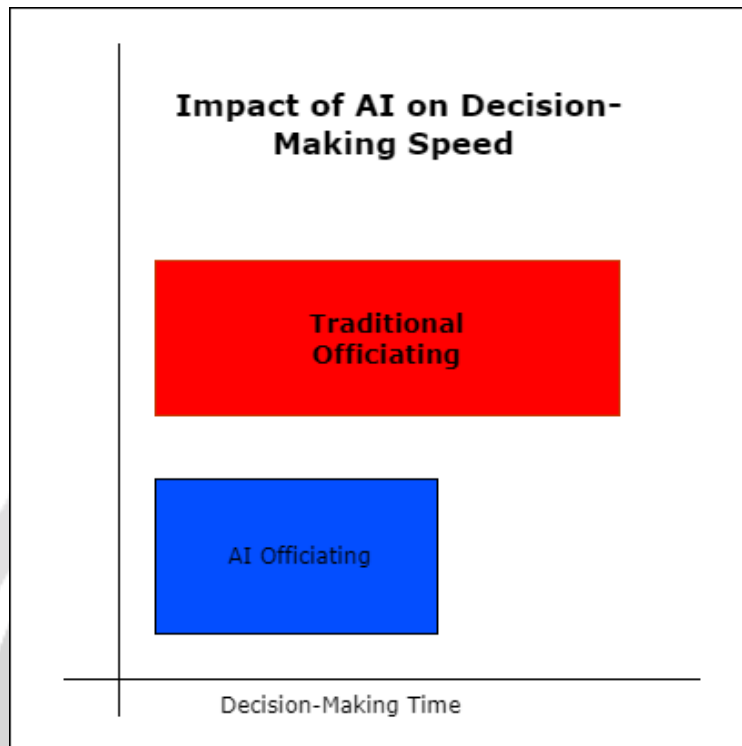 Impact of AI on Decision-
Making Speed
Traditional
Officiating
AI Officiating
Decision-Making Time